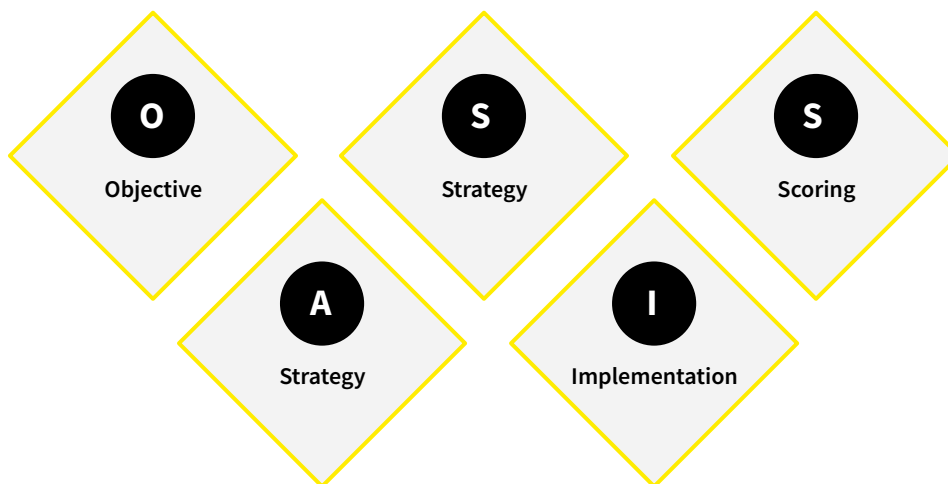 O
Objective
A
Strategy
S
Strategy
I
Implementation
S
Scoring